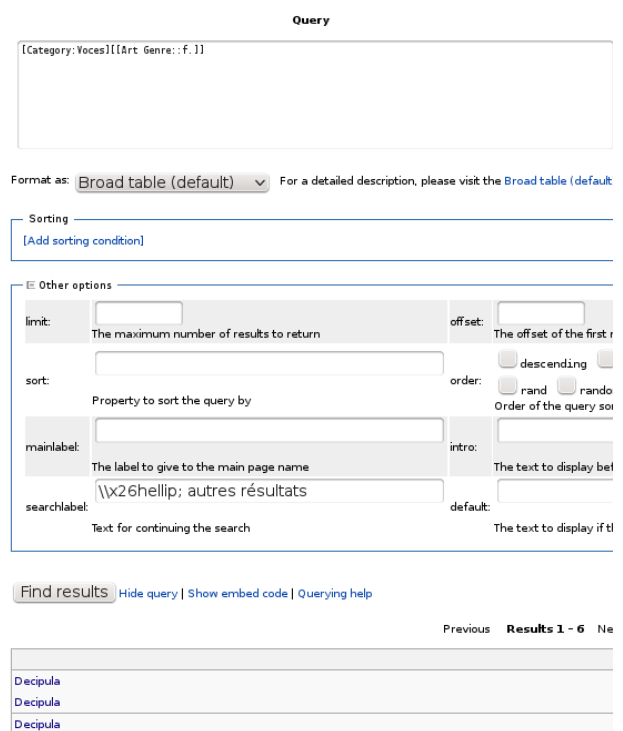 Query
[Category:Voces][[Art Genre::f.]]
Format as: Broad table (default) For a detailed description, please visit the Broad table (default
Sorting
[Add sorting condition]
Other options
limit:
The maximum number of results to return
offset:
The offset of the first r
sort:
Property to sort the query by
order:
descending
rand rando
Order of the query sor
mainlabel:
The label to give to the main page name
intro:
The text to display bef
searchlabel:
\\x26hellip; autres résultats
Text for continuing the search
default:
The text to display if th
Find results Hide query | Show embed code | Querying help
Previous Results 1 – 6 Ne
Decipula
Decipula
Decipula